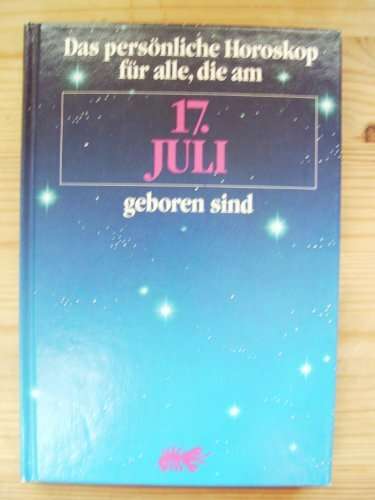 Das persönliche Horoskop
für alle, die am
17.
JULI
geboren sind